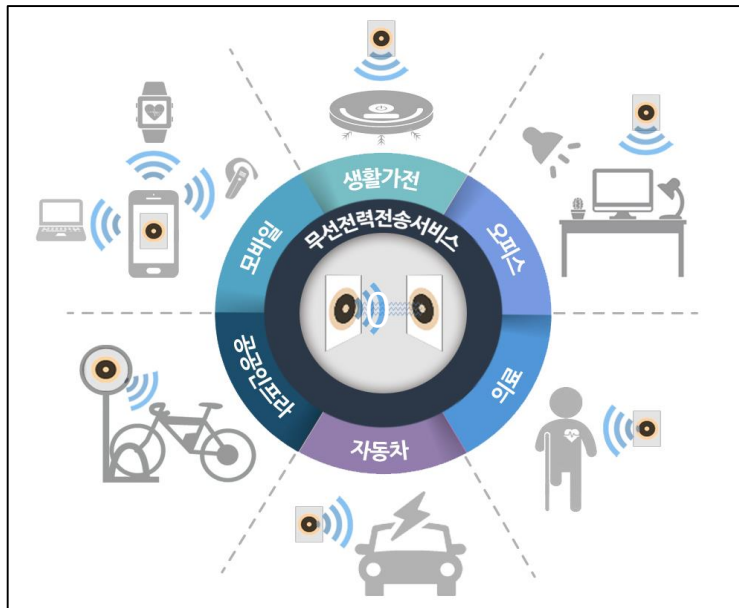 생활가전
모바일
무선전력전송서비스
오피스
공공인프라
의료
자동차